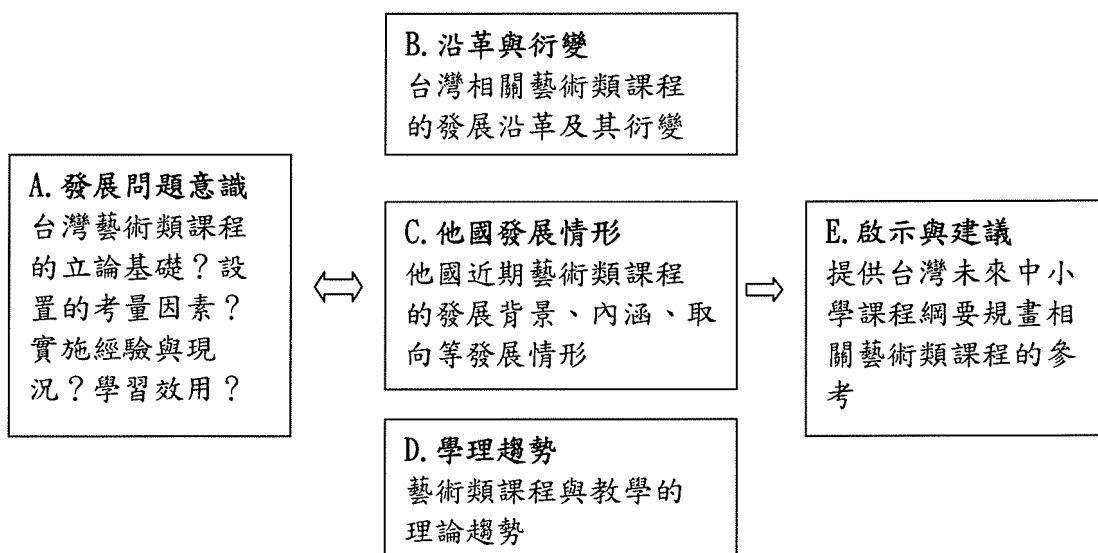 B.沿革與衍變
台灣相關藝術類課程
的發展沿革及其衍變
A.發展問題意識
台灣藝術類課程
的立論基礎？設
置的考量因素？
實施經驗與現
況？學習效用？
C.他國發展情形
他國近期藝術類課程
的發展背景、內涵、取
向等發展情形
D.學理趨勢
藝術類課程與教學的
理論趨勢
E.啟示與建議
提供台灣未來中小
學課程綱要規畫相
關藝術類課程的參
考